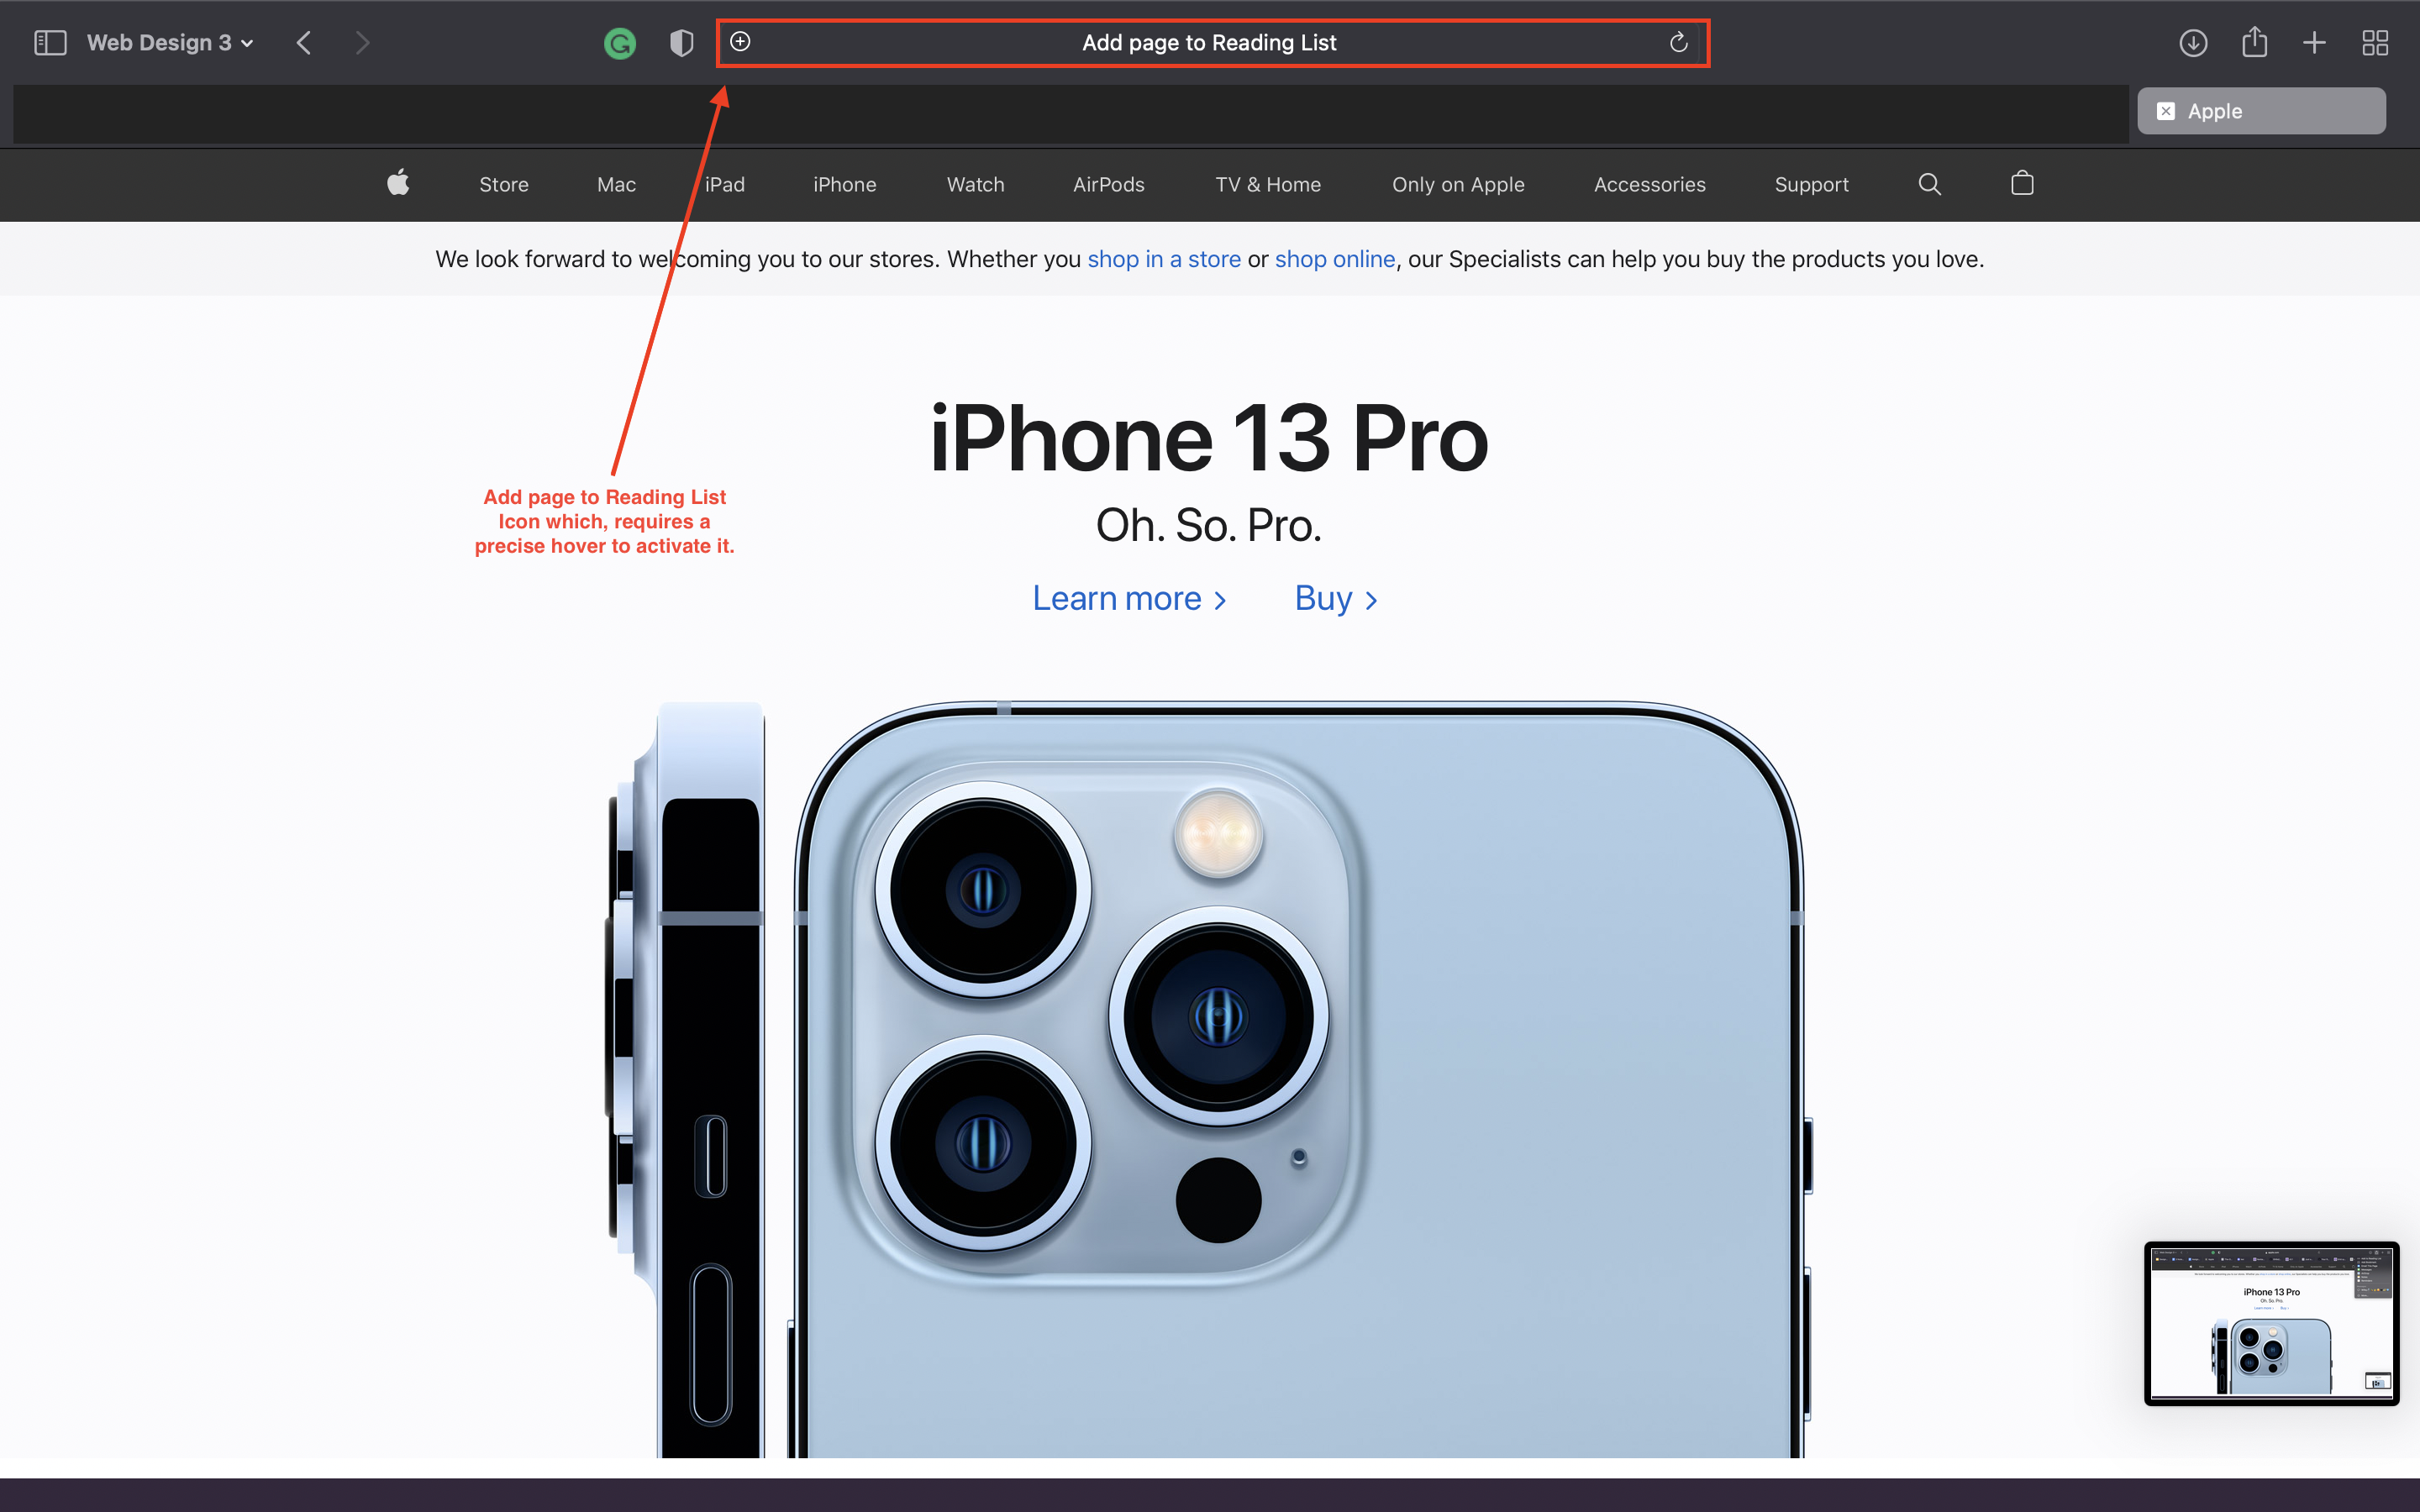 Web Design 3
Add page to Reading List
Apple
Store Mac iPad iPhone Watch AirPods TV & Home Only on Apple Accessories Support
We look forward to welcoming you to our stores. Whether you shop in a store or shop online, our Specialists can help you buy the products you love.
iPhone 13 Pro
Oh. So. Pro.
Learn more > Buy >
Add page to Reading List
Icon which, requires a
precise hover to activate it.
iPhone 13 Pro
Oh. So. Pro.